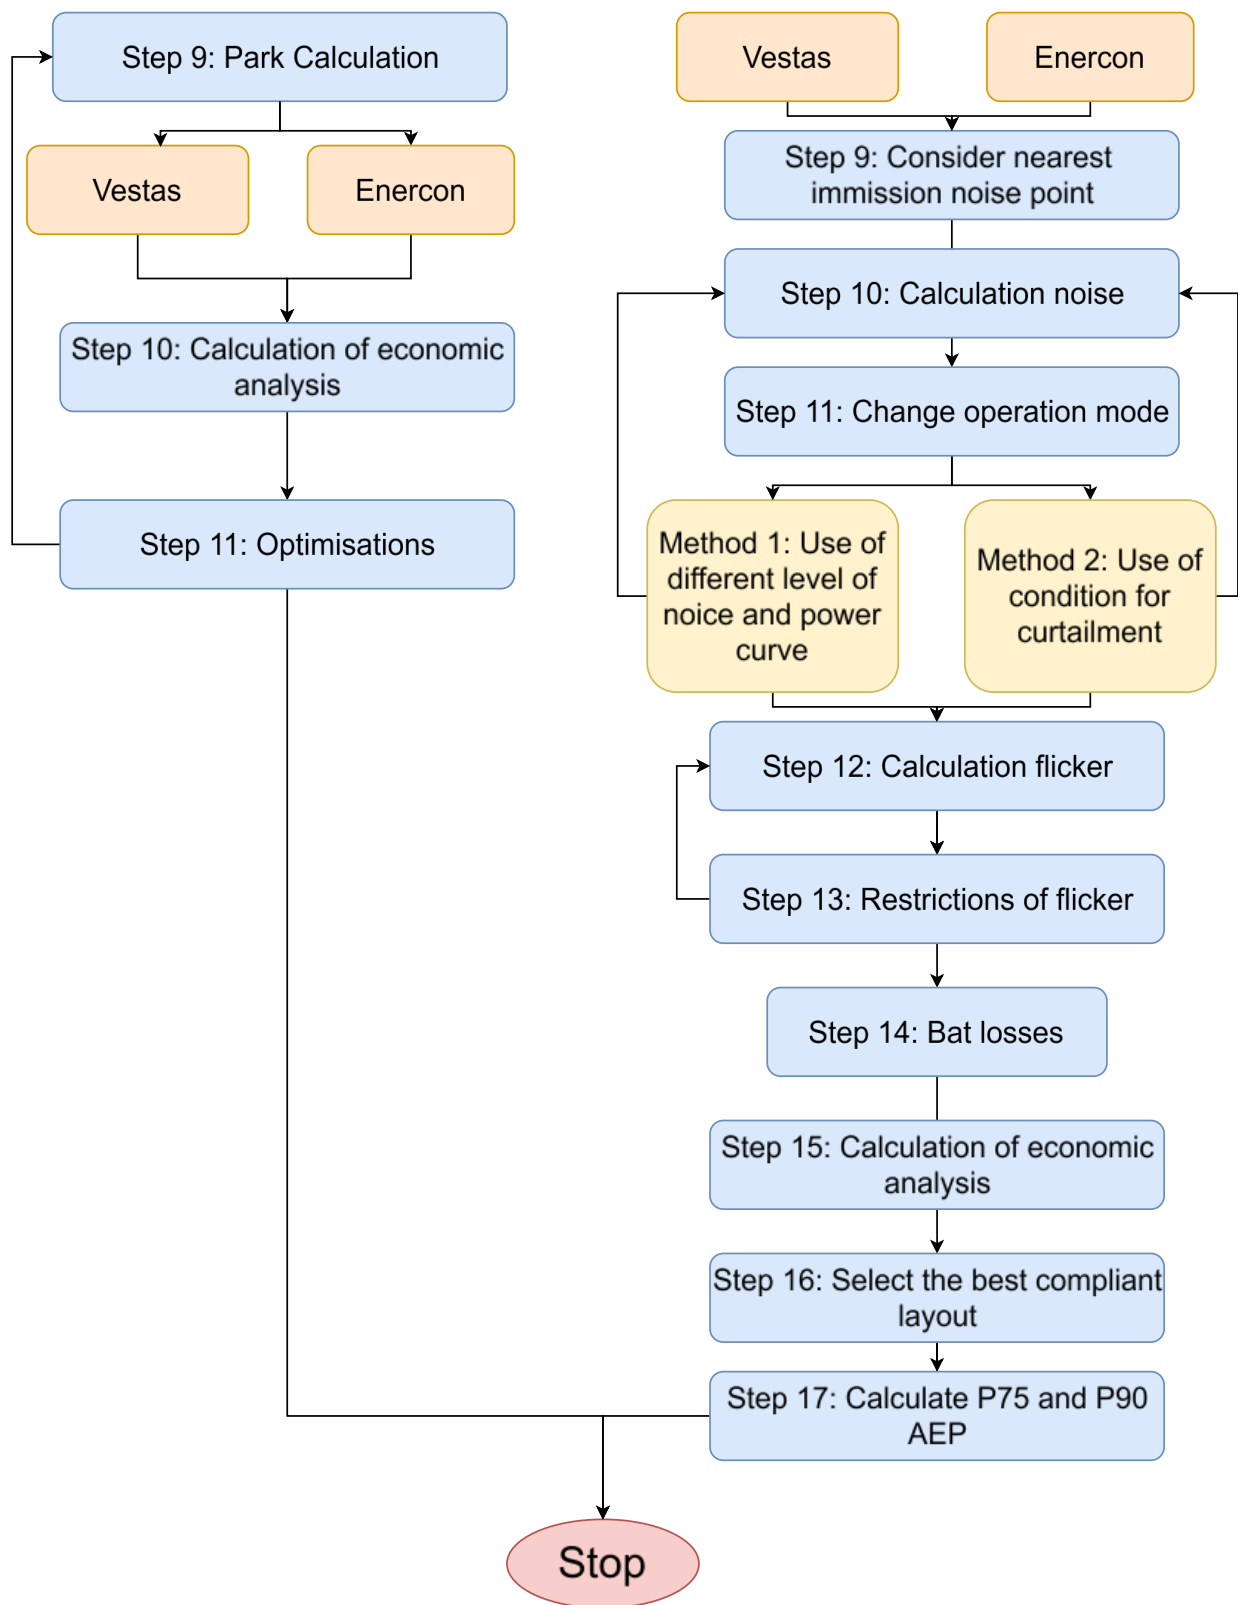 Step 9: Park Calculation
Vestas
Enercon
Step 10: Calculation of economic
analysis
Step 11: Optimisations
Vestas
Enercon
Step 9: Consider nearest
immission noise point
Step 10: Calculation noise
Step 11: Change operation mode
Method 1: Use of
different level of
noice and power
curve
Method 2: Use of
condition for
curtailment
Step 12: Calculation flicker
Step 13: Restrictions of flicker
Step 14: Bat losses
Step 15: Calculation of economic
analysis
Step 16: Select the best compliant
layout
Step 17: Calculate P75 and P90
AEP
Stop